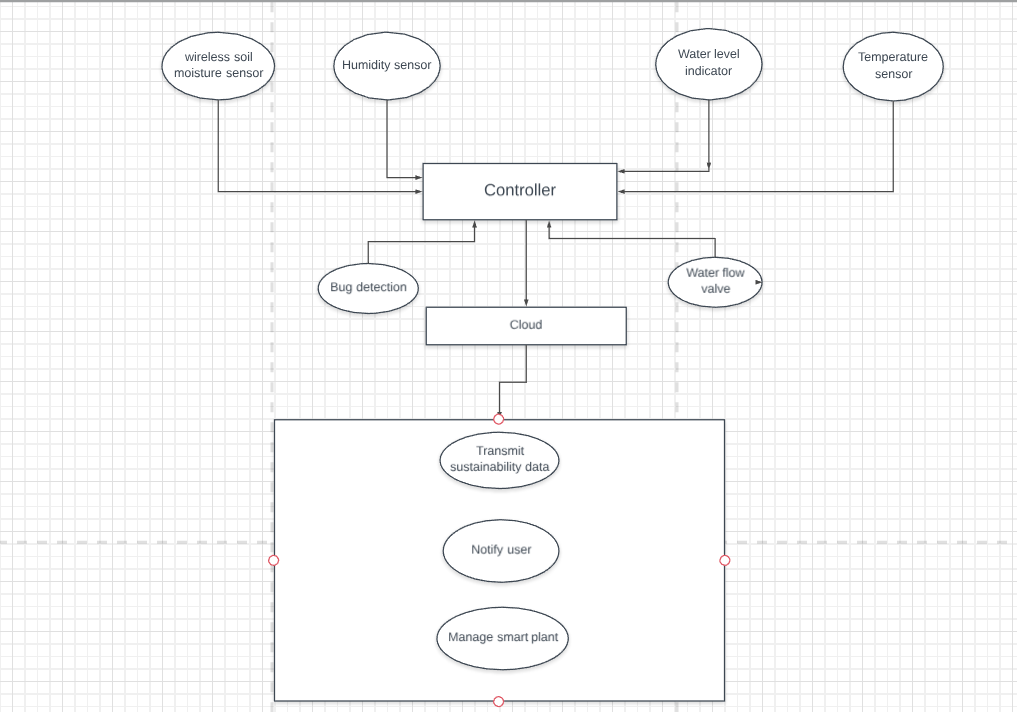 wireless soil
moisture sensor
Humidity sensor
Water level
indicator
Temperature
sensor
Controller
Bug detection
Water flow
valve
Cloud
Transmit
sustainability data
Notify user
Manage smart plant